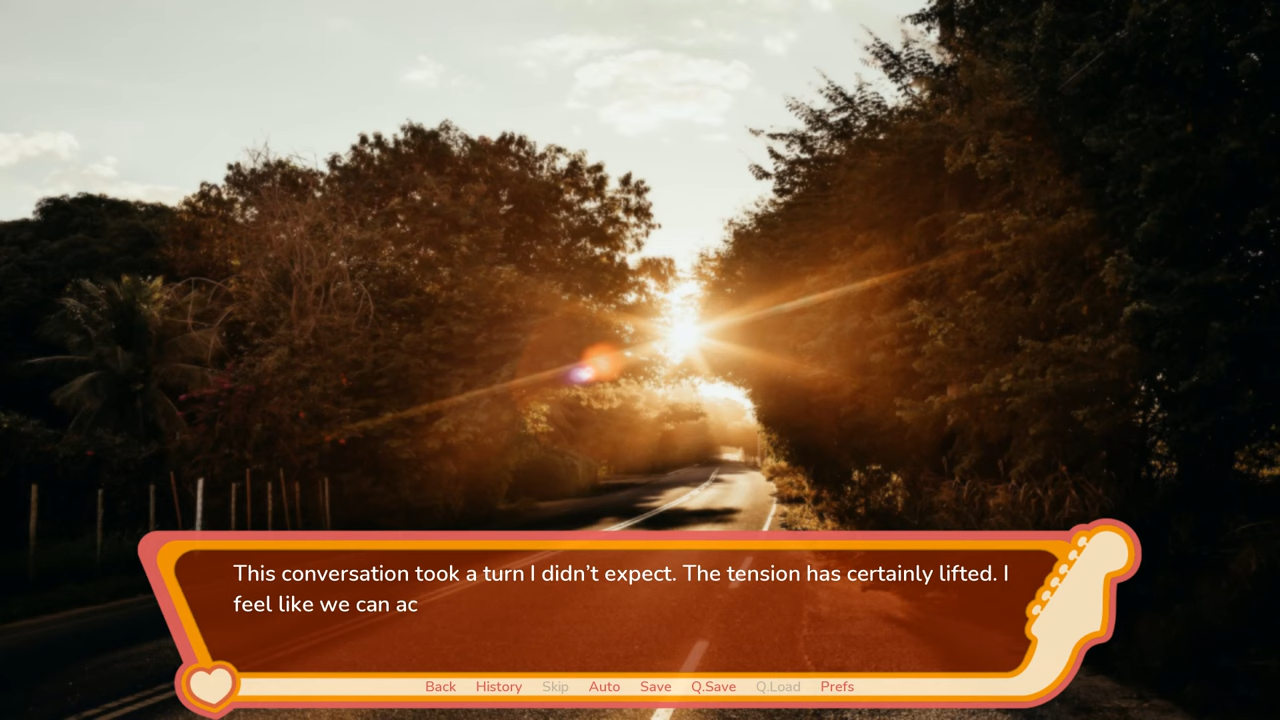 This conversation took a turn I didn’t expect. The tension has certainly lifted. I
feel like we can ac
Back History Skip Auto Save Q.Save Q.Load Prefs